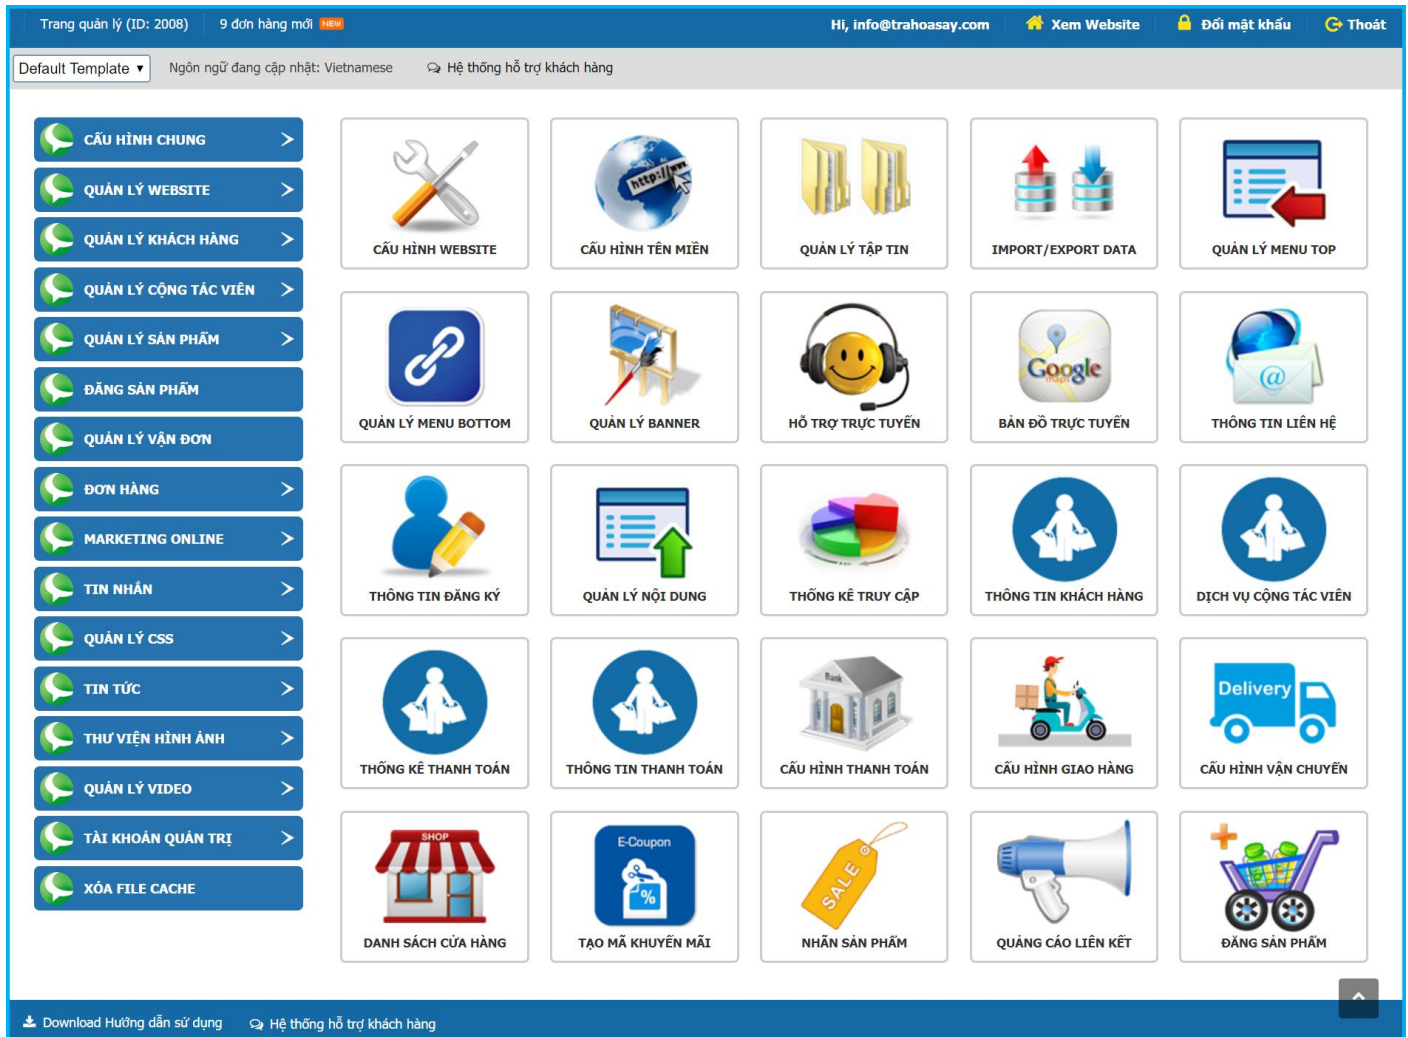 Trang quản lý (ID: 2008) 9 đơn hàng mới NEW Hi, info@trahoasay.com Xem Website Đổi mật khẩu Thoát
Default Template Ngôn ngữ đang cập nhật: Vietnamese Hệ thống hỗ trợ khách hàng
CẤU HÌNH CHUNG
QUẢN LÝ WEBSITE
QUẢN LÝ KHÁCH HÀNG
QUẢN LÝ CỘNG TÁC VIÊN
QUẢN LÝ SẢN PHẨM
ĐĂNG SẢN PHẨM
QUẢN LÝ VẬN ĐƠN
ĐƠN HÀNG
MARKETING ONLINE
TIN NHẮN
QUẢN LÝ CSS
TIN TỨC
THƯ VIỆN HÌNH ẢNH
QUẢN LÝ VIDEO
TÀI KHOẢN QUẢN TRỊ
XÓA FILE CACHE
http://www
CẤU HÌNH WEBSITE CẤU HÌNH TÊN MIỀN QUẢN LÝ TẬP TIN IMPORT/EXPORT DATA QUẢN LÝ MENU TOP
Google
maps
@
QUẢN LÝ MENU BOTTOM QUẢN LÝ BANNER HỖ TRỢ TRỰC TUYẾN BẢN ĐỒ TRỰC TUYẾN THÔNG TIN LIÊN HỆ
THÔNG TIN ĐĂNG KÝ QUẢN LÝ NỘI DUNG THỐNG KÊ TRUY CẬP THÔNG TIN KHÁCH HÀNG DỊCH VỤ CỘNG TÁC VIÊN
Bank
Delivery
THỐNG KÊ THANH TOÁN THÔNG TIN THANH TOÁN CẤU HÌNH THANH TOÁN CẤU HÌNH GIAO HÀNG CẤU HÌNH VẬN CHUYỂN
SHOP
E-Coupon
%
SALE
DANH SÁCH CỬA HÀNG TẠO MÃ KHUYẾN MÃI NHÃN SẢN PHẨM QUẢNG CÁO LIÊN KẾT ĐĂNG SẢN PHẨM
Download Hướng dẫn sử dụng Hệ thống hỗ trợ khách hàng